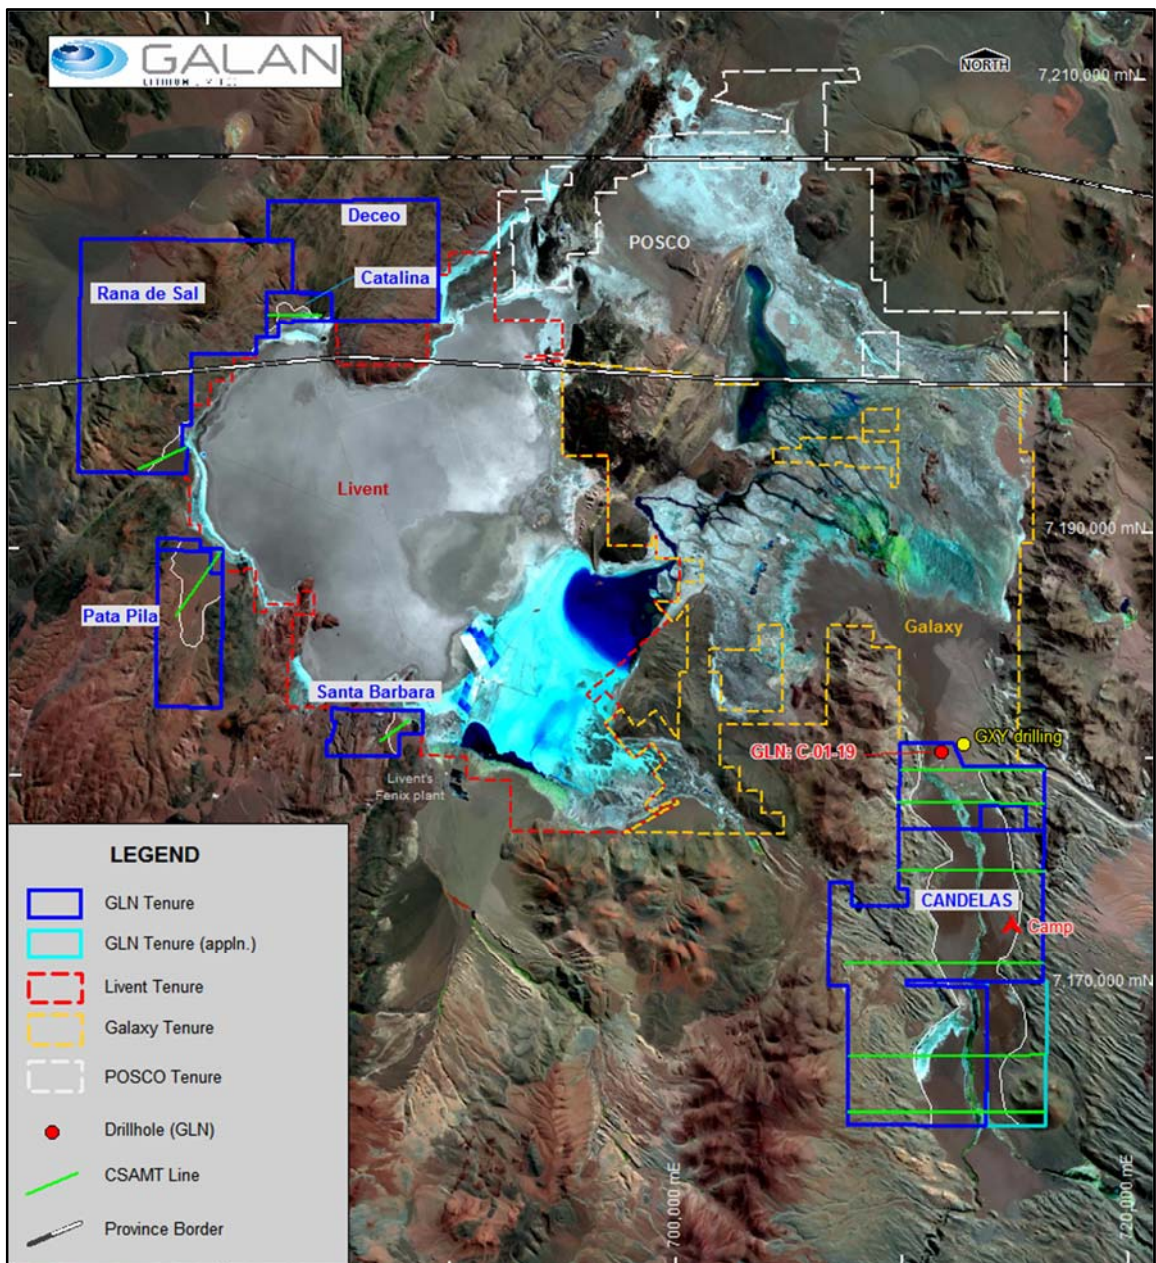 GALAN
LITHIUM LIMITED
NORTH
7,210,000 mN
Deceo
POSCO
Catalina
Rana de Sal
Livent
7,190,000 mN
Pata Pila
Galaxy
Santa Barbara
GXY drilling
GLN: C-01-19
Livent's
Fenix plant
CANDELAS
Camp
7,170,000 mN
700,000 mE
720,000 mE
LEGEND
GLN Tenure
GLN Tenure (appln.)
Livent Tenure
Galaxy Tenure
POSCO Tenure
Drillhole (GLN)
CSAMT Line
Province Border